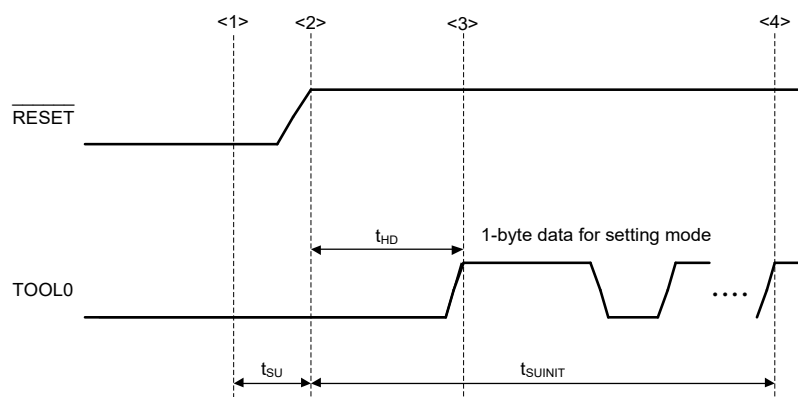 <1> <2> <3> <4>
RESET
tHD
1-byte data for setting mode
TOOL0
....
tSU
tSUINIT